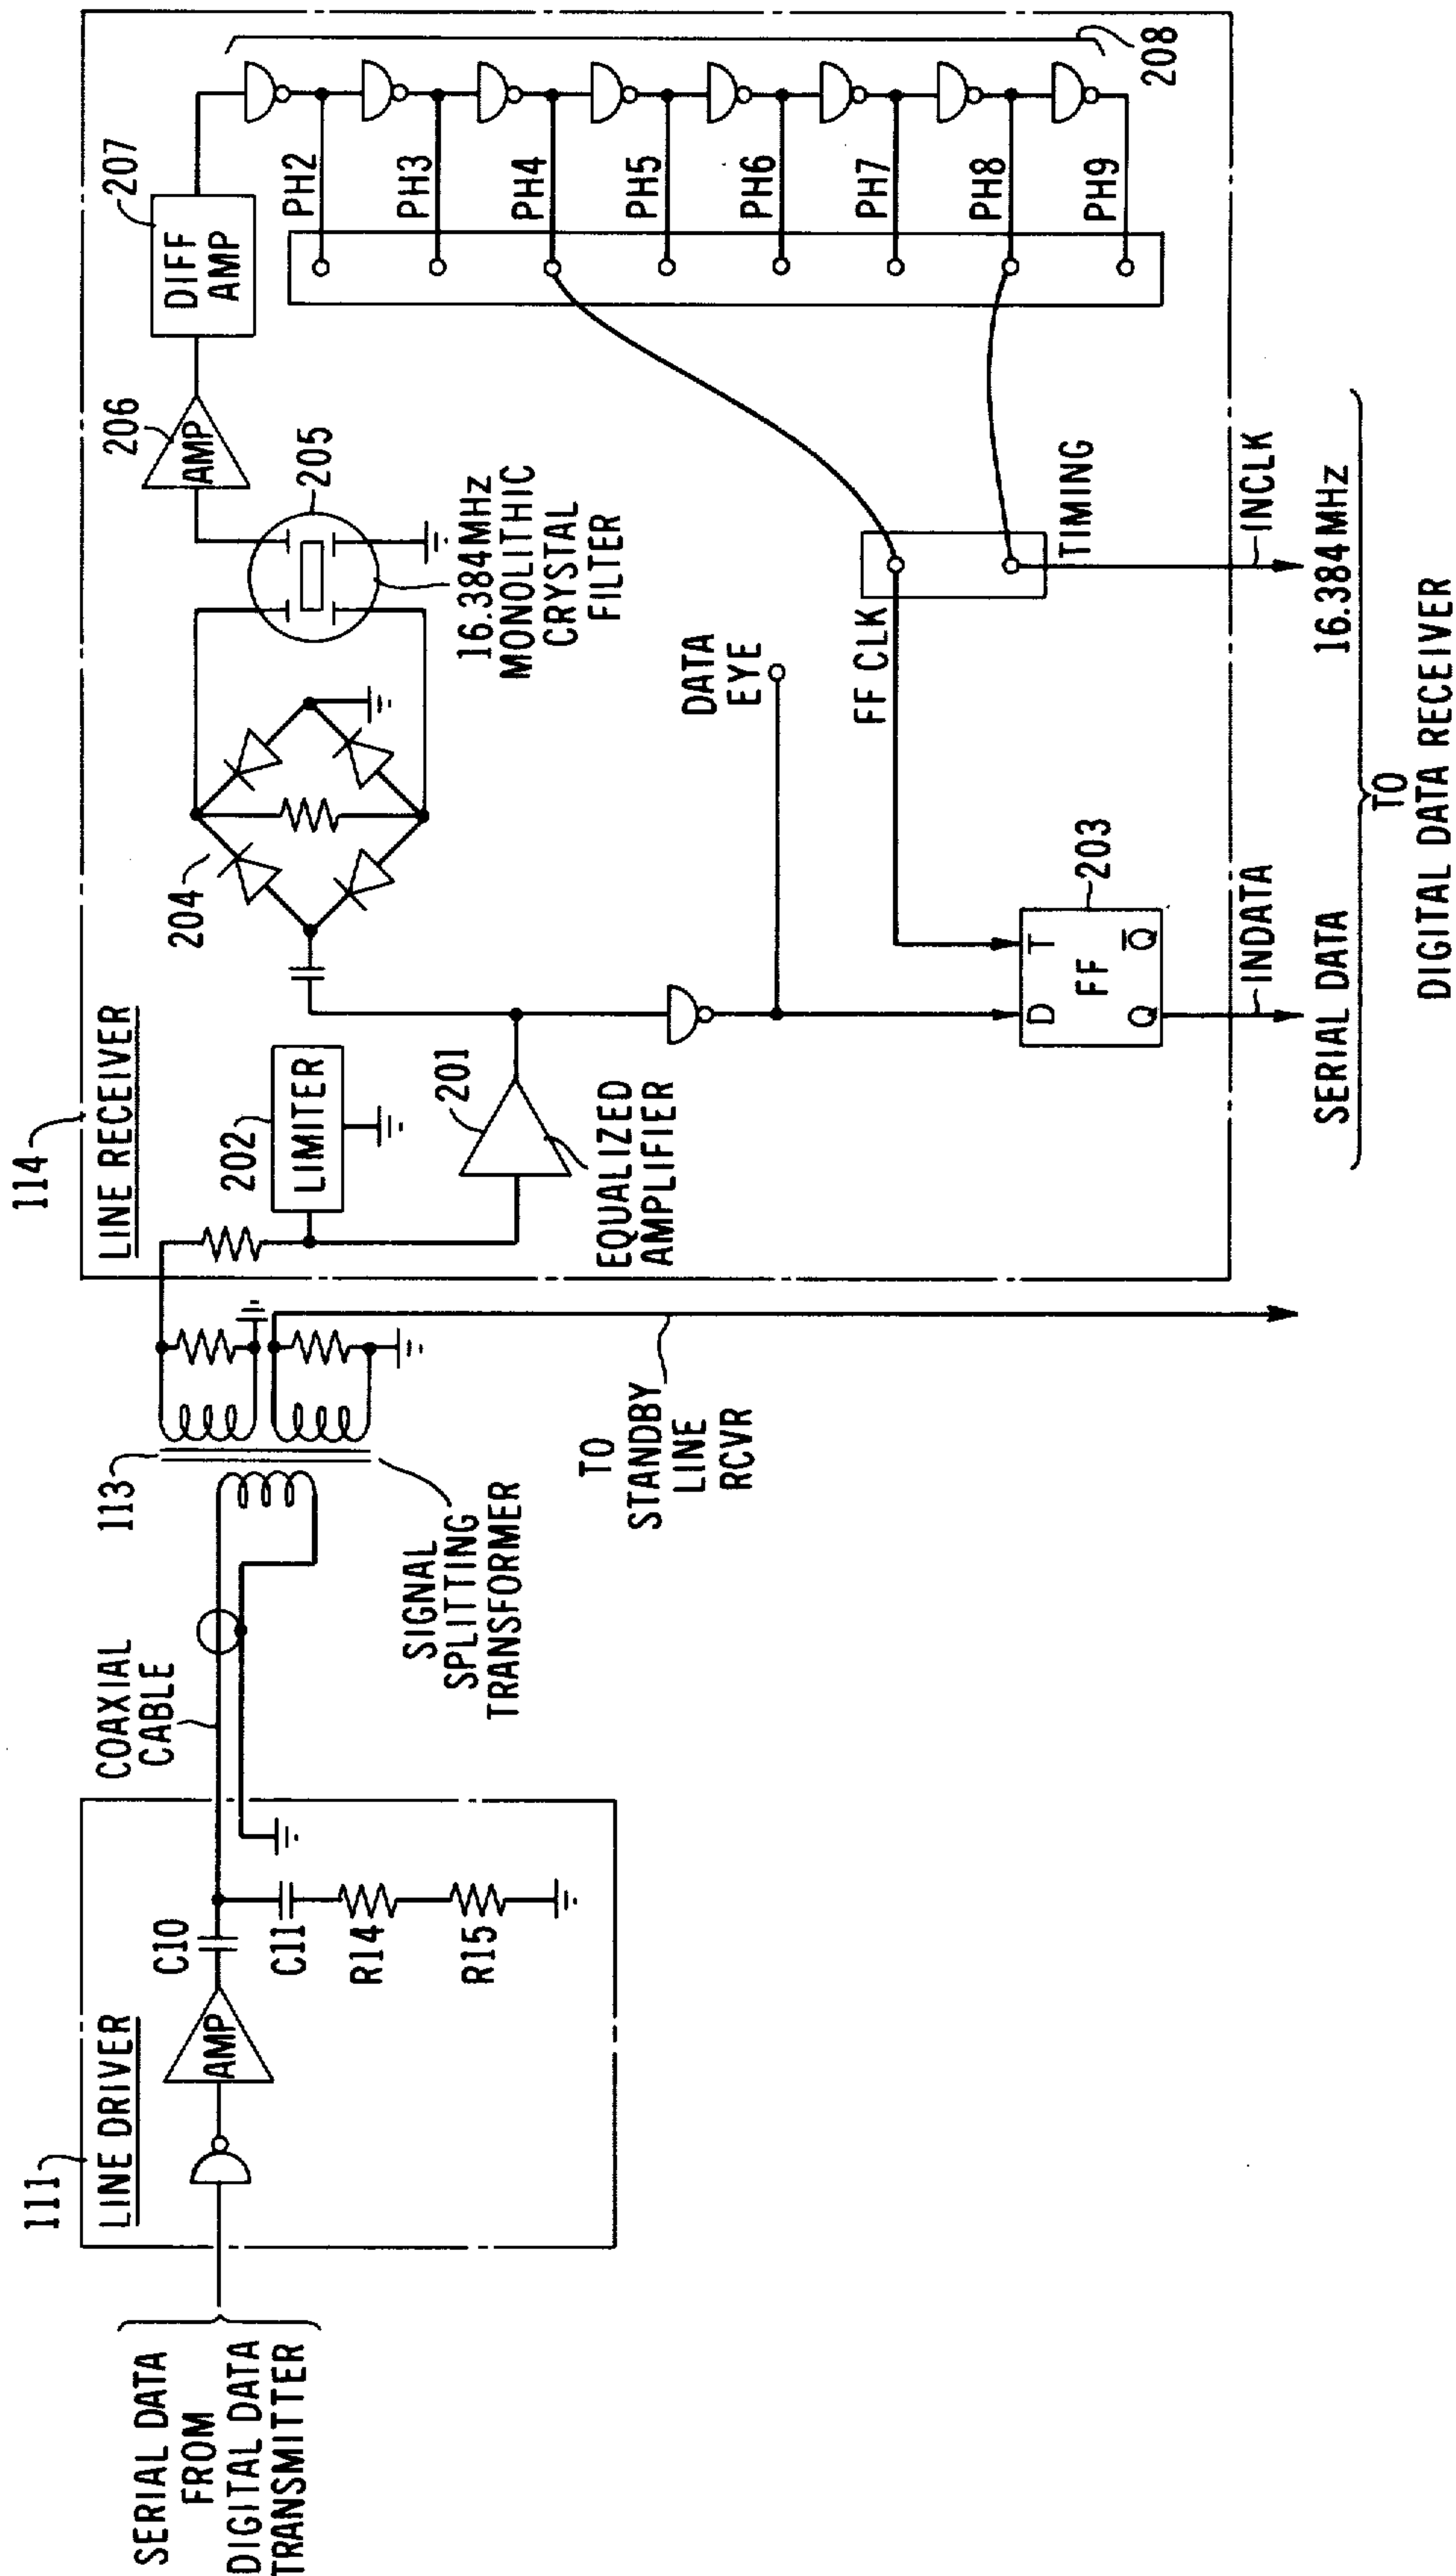 SERIAL DATA
FROM
DIGITAL DATA
TRANSMITTER
111
LINE DRIVER
AMP
C10
C11
R14
R15
COAXIAL
CABLE
113
SIGNAL
SPLITTING
TRANSFORMER
TO
STANDBY
LINE
RCVR
114
LINE RECEIVER
202
LIMITER
201
EQUALIZED
AMPLIFIER
204
205
16.384MHz
MONOLITHIC
CRYSTAL
FILTER
206
AMP
207
DIFF
AMP
208
PH2
PH3
PH4
PH5
PH6
PH7
PH8
PH9
DATA
EYE
FF CLK
TIMING
203
D
T
FF
Q
Q̅
INDATA
INCLK
SERIAL DATA
16.384MHz
TO
DIGITAL DATA RECEIVER